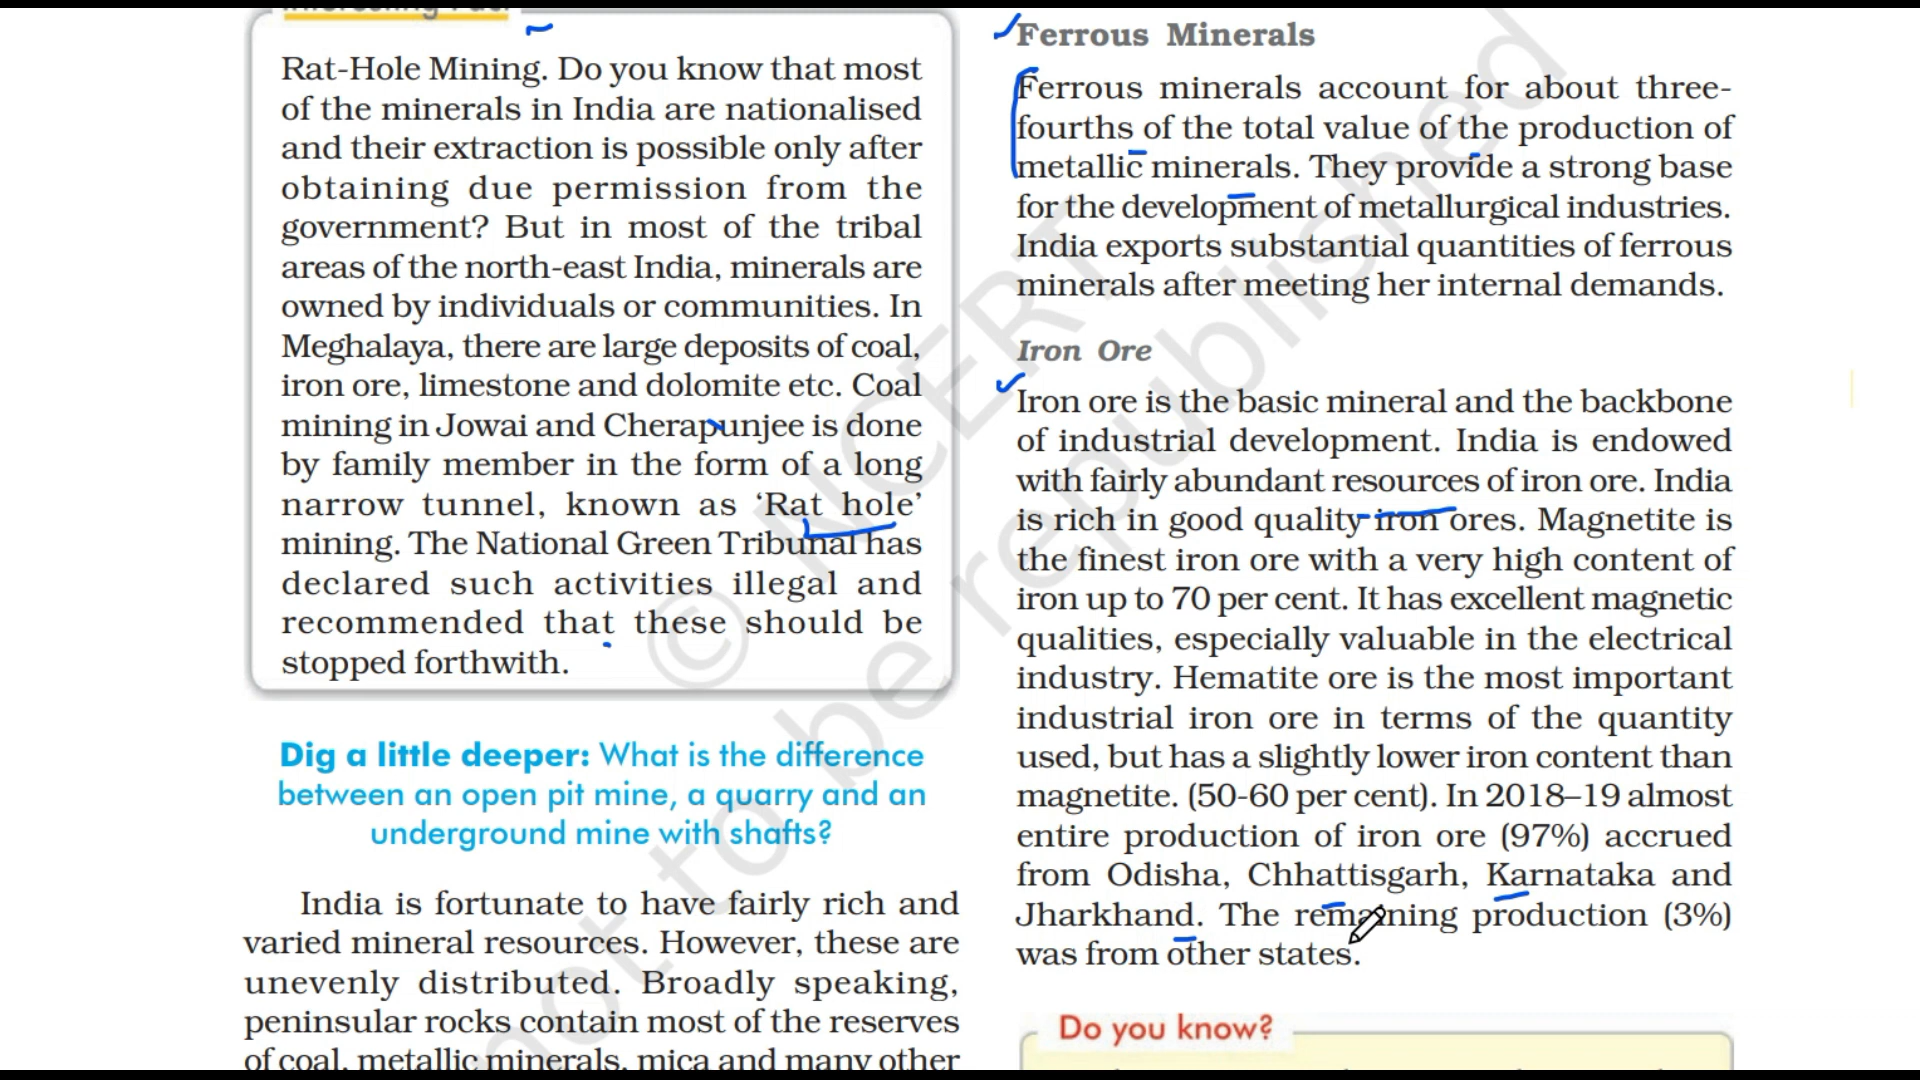 Interesting Fact
Rat-Hole Mining. Do you know that most
of the minerals in India are nationalised
and their extraction is possible only after
obtaining due permission from the
government? But in most of the tribal
areas of the north-east India, minerals are
owned by individuals or communities. In
Meghalaya, there are large deposits of coal,
iron ore, limestone and dolomite etc. Coal
mining in Jowai and Cherapunjee is done
by family member in the form of a long
narrow tunnel, known as ‘Rat hole’
mining. The National Green Tribunal has
declared such activities illegal and
recommended that these should be
stopped forthwith.
Dig a little deeper: What is the difference
between an open pit mine, a quarry and an
underground mine with shafts?
India is fortunate to have fairly rich and
varied mineral resources. However, these are
unevenly distributed. Broadly speaking,
peninsular rocks contain most of the reserves
of coal, metallic minerals, mica and many other
Ferrous Minerals
Ferrous minerals account for about three-
fourths of the total value of the production of
metallic minerals. They provide a strong base
for the development of metallurgical industries.
India exports substantial quantities of ferrous
minerals after meeting her internal demands.
Iron Ore
Iron ore is the basic mineral and the backbone
of industrial development. India is endowed
with fairly abundant resources of iron ore. India
is rich in good quality iron ores. Magnetite is
the finest iron ore with a very high content of
iron up to 70 per cent. It has excellent magnetic
qualities, especially valuable in the electrical
industry. Hematite ore is the most important
industrial iron ore in terms of the quantity
used, but has a slightly lower iron content than
magnetite. (50-60 per cent). In 2018–19 almost
entire production of iron ore (97%) accrued
from Odisha, Chhattisgarh, Karnataka and
Jharkhand. The remaining production (3%)
was from other states.
Do you know?
© NCERT
not to be republished